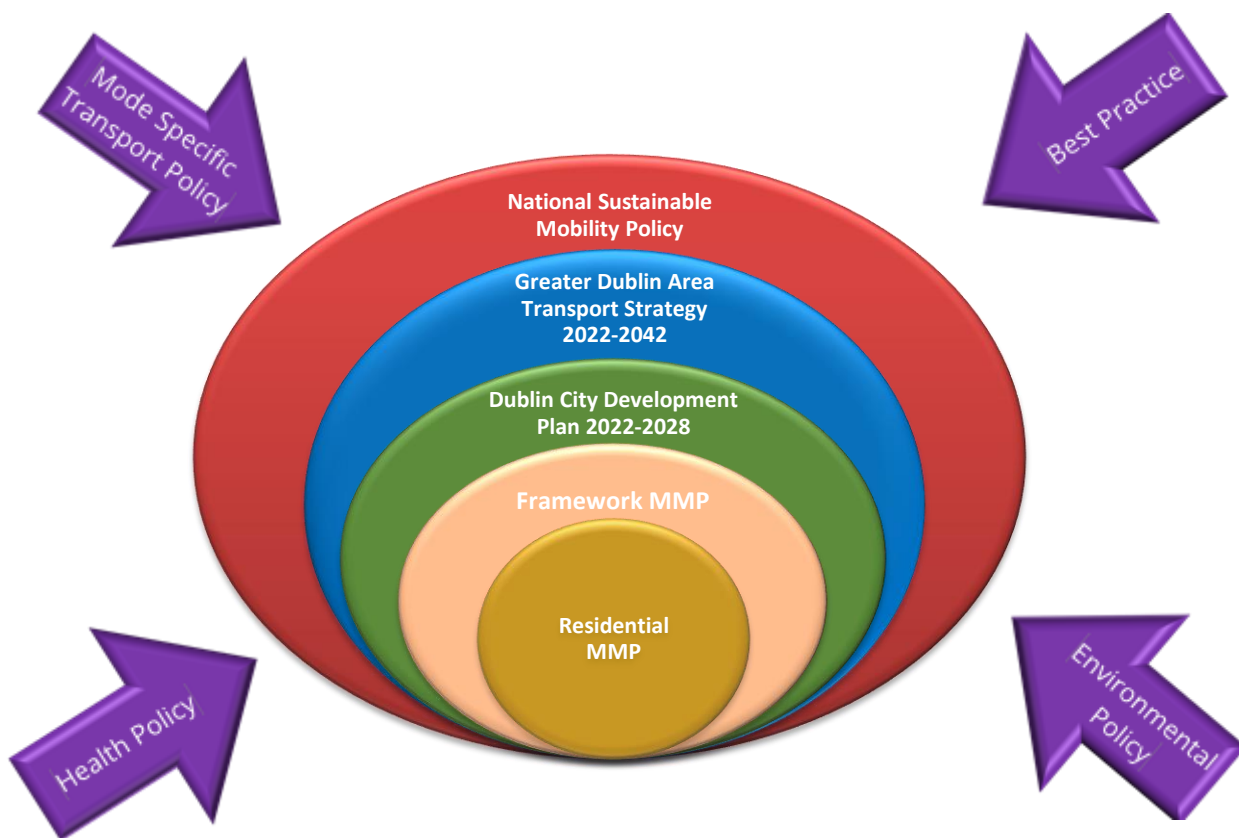 Mode Specific
Transport Policy
Best Practice
National Sustainable
Mobility Policy
Greater Dublin Area
Transport Strategy
2022-2042
Dublin City Development
Plan 2022-2028
Framework MMP
Residential
MMP
Health Policy
Environmental
Policy